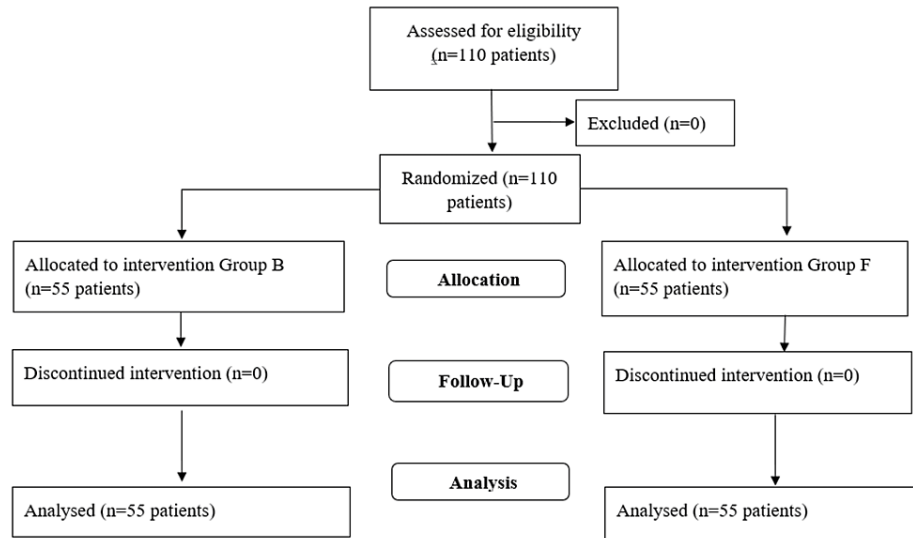 Assessed for eligibility
(n=110 patients)
Excluded (n=0)
Randomized (n=110
patients)
Allocated to intervention Group B
(n=55 patients)
Allocation
Allocated to intervention Group F
(n=55 patients)
Discontinued intervention (n=0)
Follow-Up
Discontinued intervention (n=0)
Analysis
Analysed (n=55 patients)
Analysed (n=55 patients)